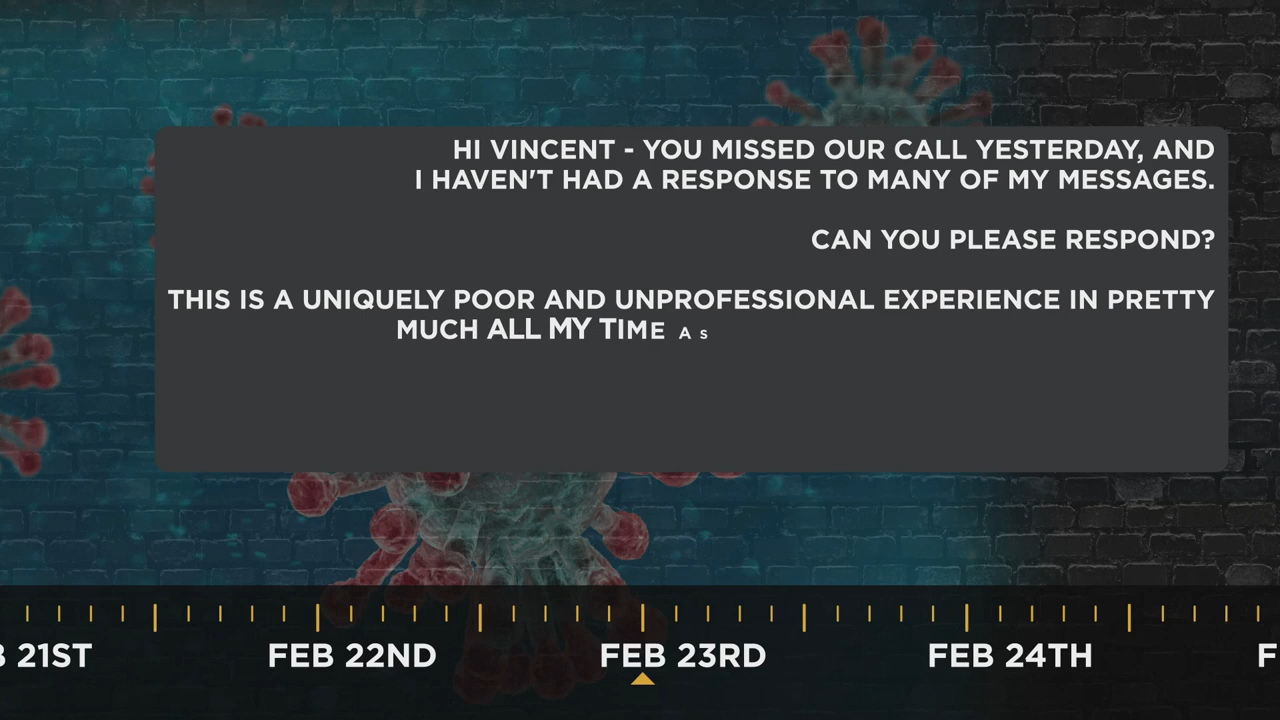 HI VINCENT - YOU MISSED OUR CALL YESTERDAY, AND
I HAVEN'T HAD A RESPONSE TO MANY OF MY MESSAGES.
CAN YOU PLEASE RESPOND?
THIS IS A UNIQUELY POOR AND UNPROFESSIONAL EXPERIENCE IN PRETTY
MUCH ALL MY TIME AS
21ST FEB 22ND FEB 23RD FEB 24TH